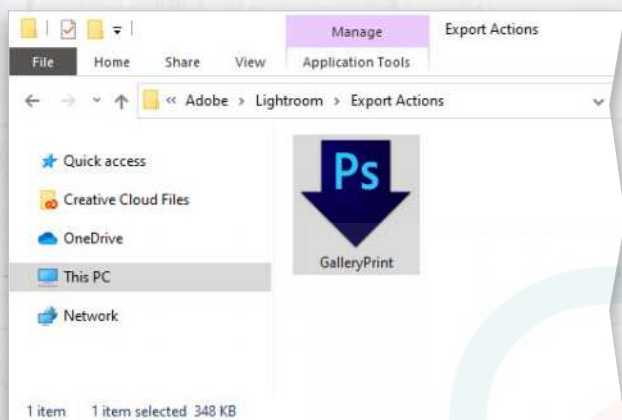 Manage
Export Actions
File
Home
Share
View
Application Tools
« Adobe > Lightroom > Export Actions
Quick access
Creative Cloud Files
OneDrive
This PC
Network
Ps
GalleryPrint
1 item
1 item selected 348 KB